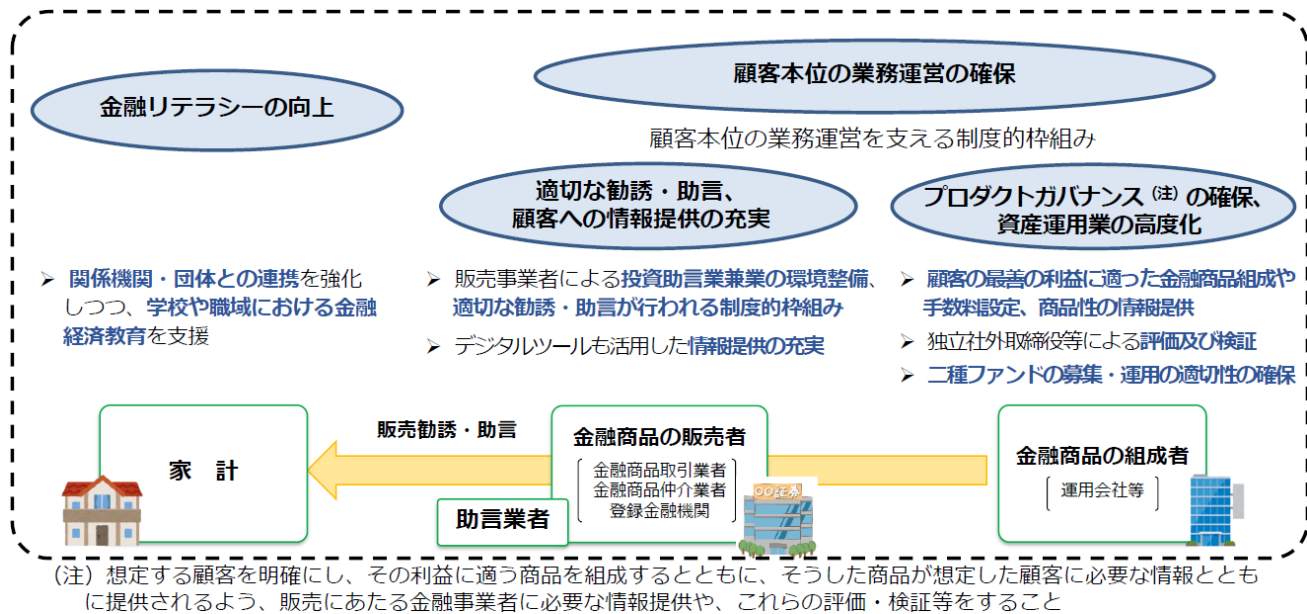 顧客本位の業務運営の確保
金融リテラシーの向上
顧客本位の業務運営を支える制度的枠組み
適切な勧誘・助言、
顧客への情報提供の充実
プロダクトガバナンス(注)の確保、
資産運用業の高度化
➢ 関係機関・団体との連携を強化
しつつ、学校や職域における金融
経済教育を支援
➢ 販売事業者による投資助言業兼業の環境整備、
適切な勧誘・助言が行われる制度的枠組み
➢ デジタルツールも活用した情報提供の充実
➢ 顧客の最善の利益に適った金融商品組成や
手数料設定、商品性の情報提供
➢ 独立社外取締役等による評価及び検証
➢ 二種ファンドの募集・運用の適切性の確保
家 計
販売勧誘・助言
金融商品の販売者
金融商品取引業者
金融商品仲介業者
登録金融機関
助言業者
〇〇証券
金融商品の組成者
運用会社等
(注)想定する顧客を明確にし、その利益に適う商品を組成するとともに、そうした商品が想定した顧客に必要な情報ととも
に提供されるよう、販売にあたる金融事業者に必要な情報提供や、これらの評価・検証等をすること